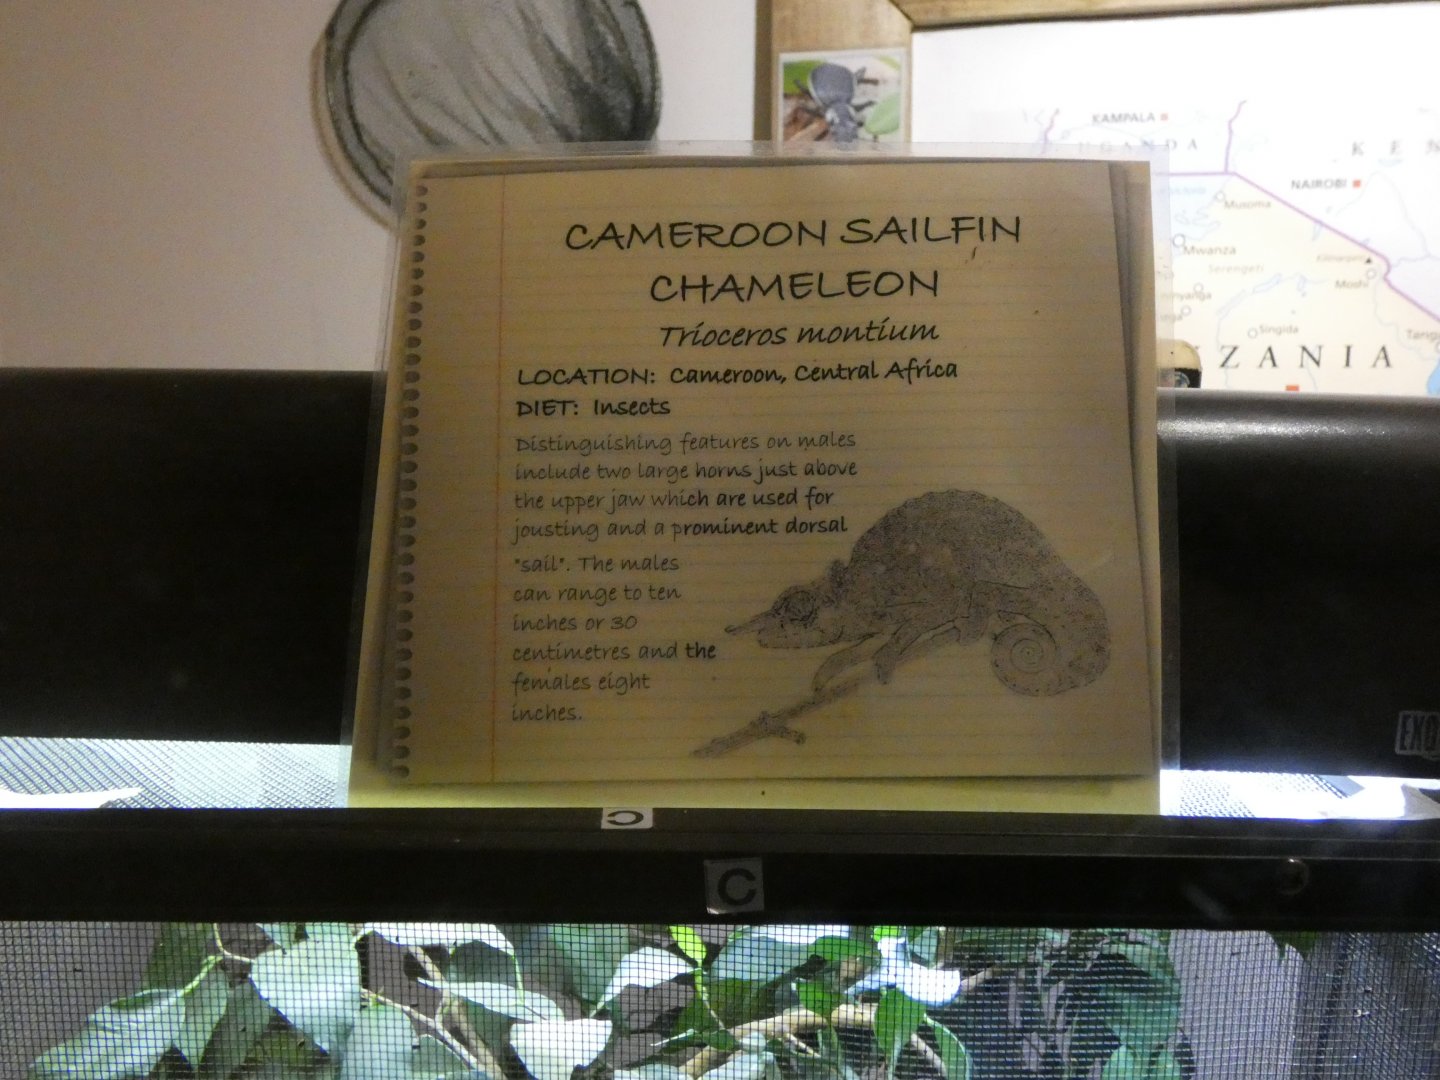 KAMPALA
UGANDA
NAIROBI
Musoma
Mwanza
Serengeti
Moshi
Singida
CAMEROON SAILFIN
CHAMELEON
Trioceros montium
LOCATION: Cameroon, Central Africa
DIET: Insects
Distinguishing features on males
include two large horns just above
the upper jaw which are used for
jousting and a prominent dorsal
"sail". The males
can range to ten
inches or 30
centimetres and the
females eight
inches.
ZANIA
EXO
C
C